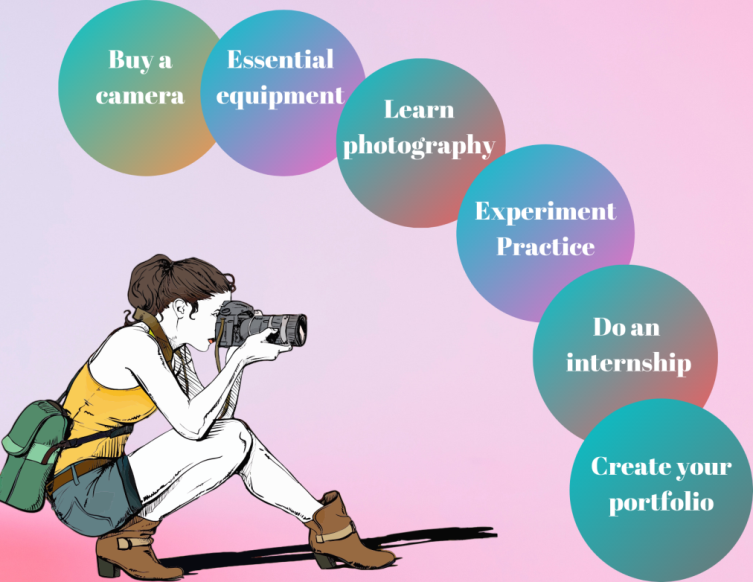 Buy a
camera
Essential
equipment
Learn
photography
Experiment
Practice
Do an
internship
Create your
portfolio